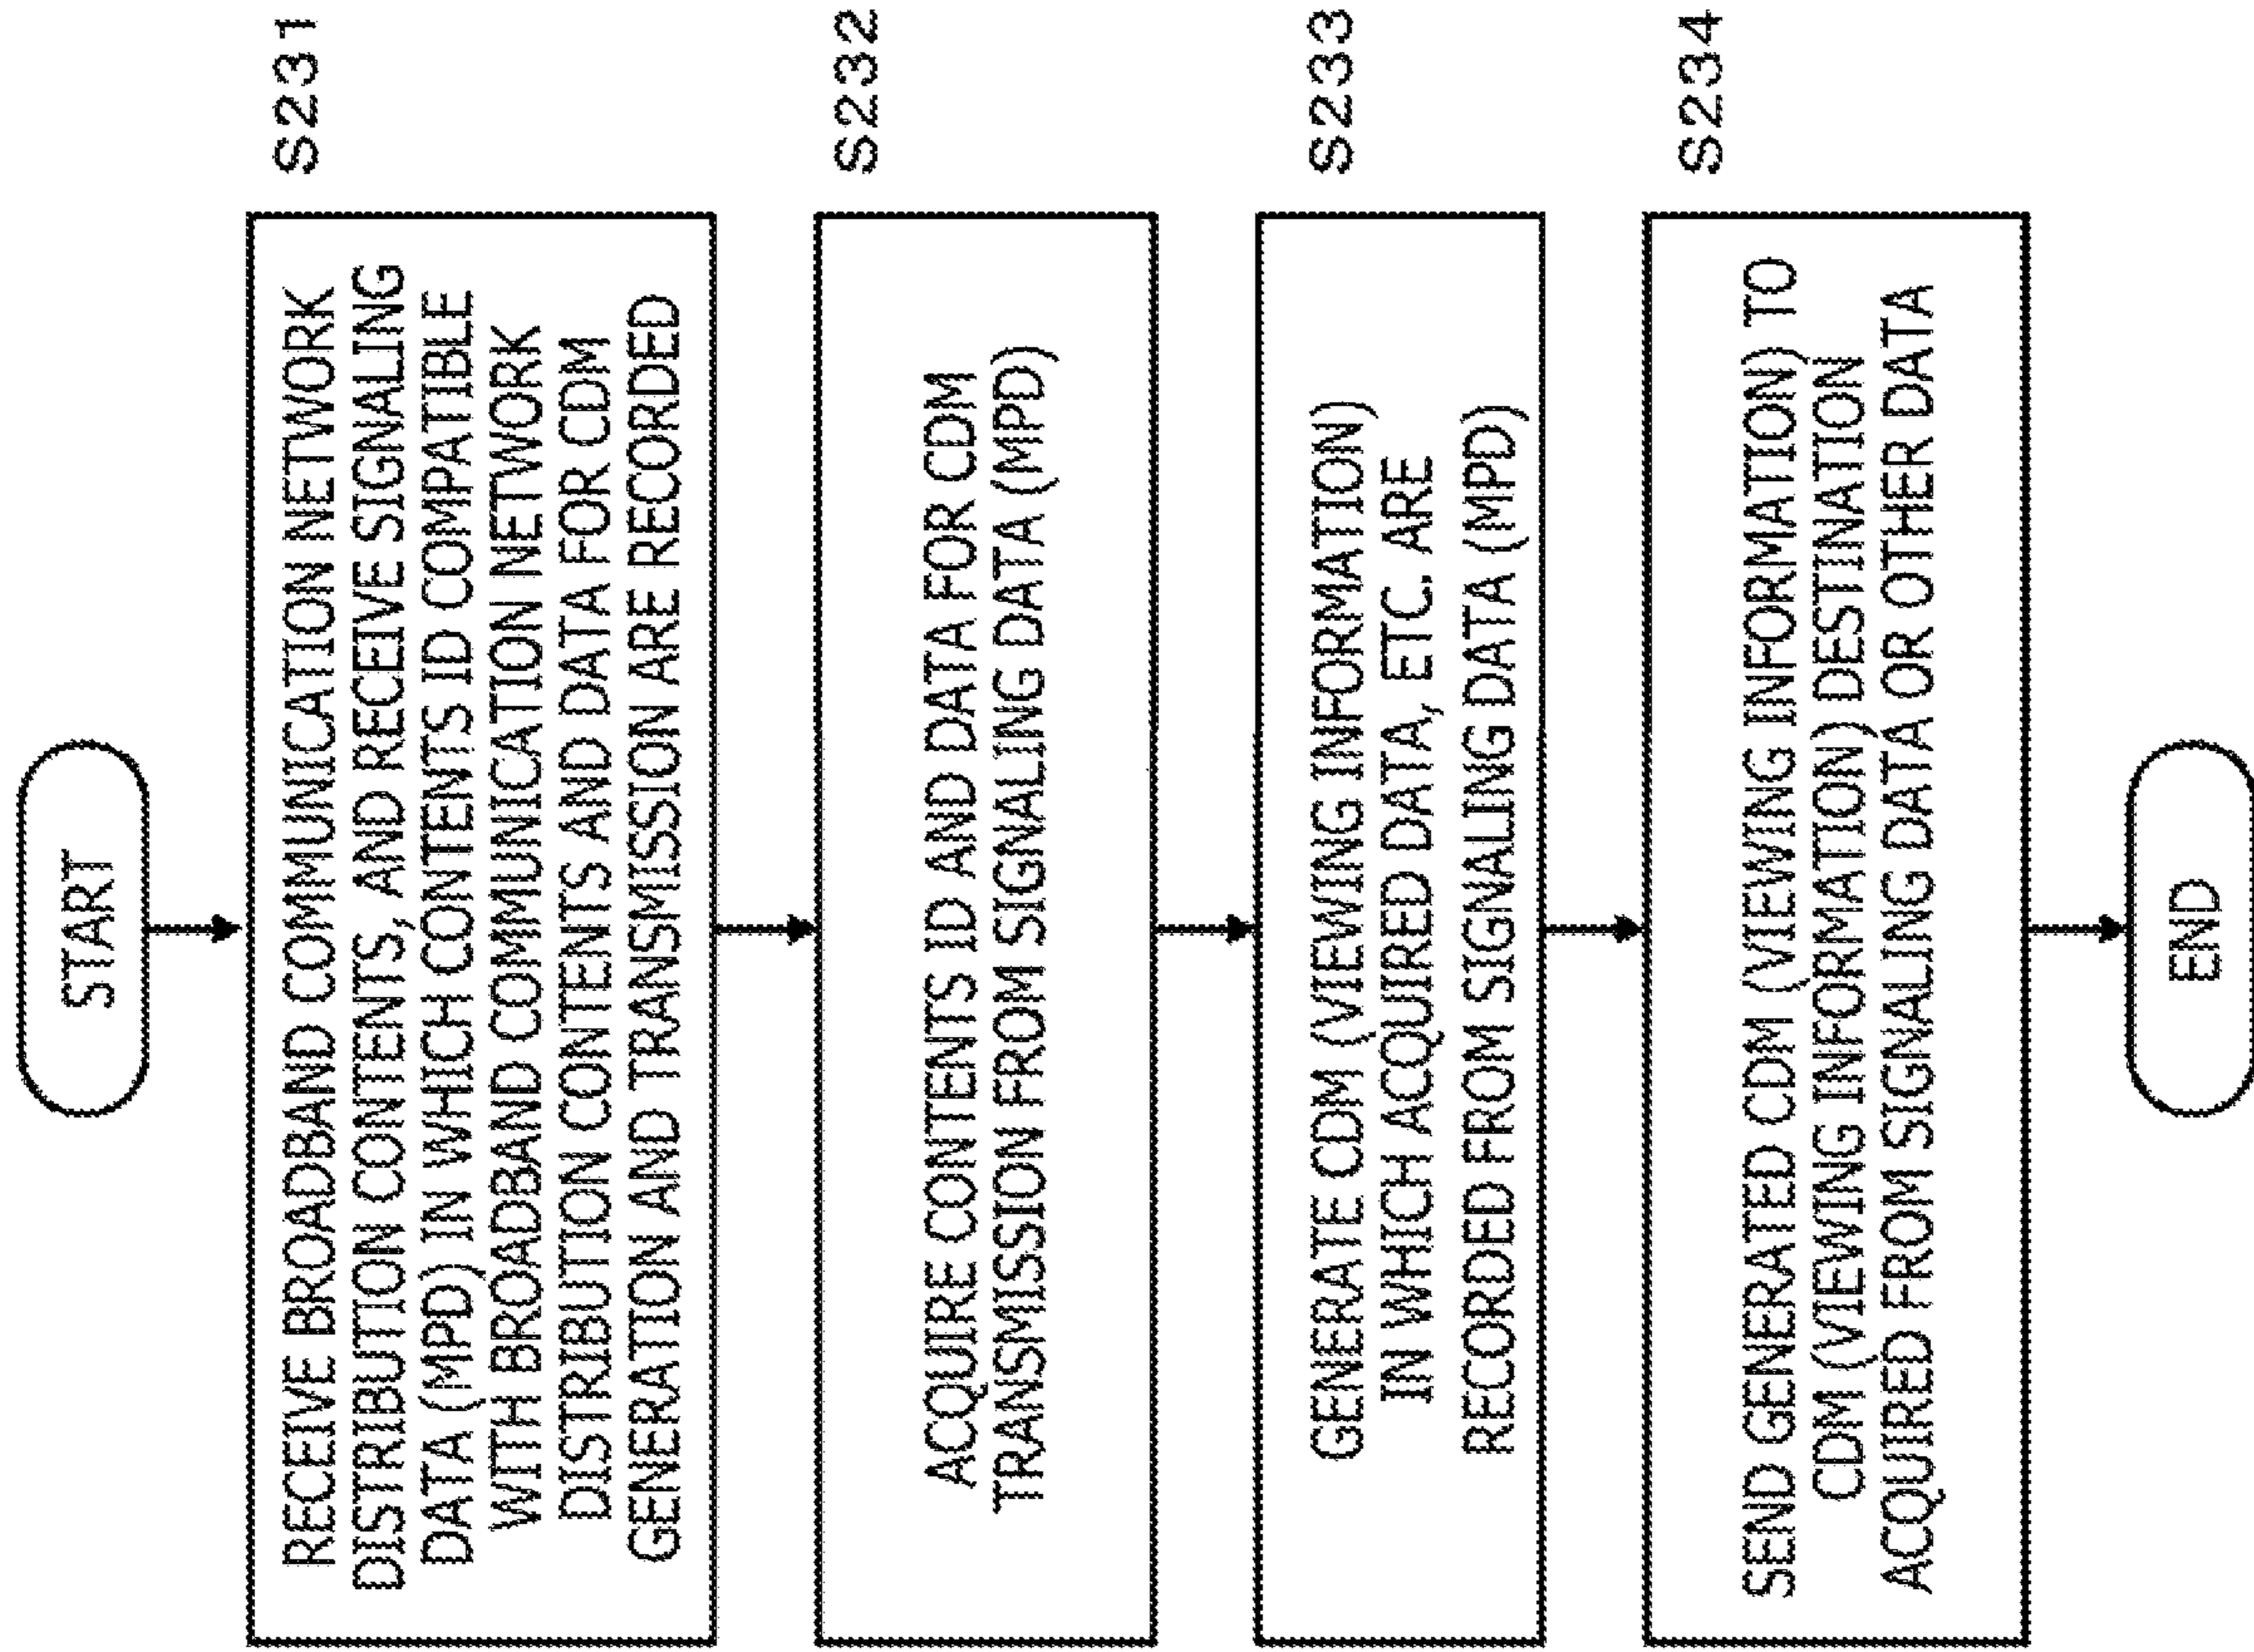 START
S231
RECEIVE BROADBAND COMMUNICATION NETWORK
DISTRIBUTION CONTENTS, AND RECEIVE SIGNALING
DATA (MPD) IN WHICH CONTENTS ID COMPATIBLE
WITH BROADBAND COMMUNICATION NETWORK
DISTRIBUTION CONTENTS AND DATA FOR CDM
GENERATION AND TRANSMISSION ARE RECORDED
S232
ACQUIRE CONTENTS ID AND DATA FOR CDM
TRANSMISSION FROM SIGNALING DATA (MPD)
S233
GENERATE CDM (VIEWING INFORMATION)
IN WHICH ACQUIRED DATA, ETC. ARE
RECORDED FROM SIGNALING DATA (MPD)
S234
SEND GENERATED CDM (VIEWING INFORMATION) TO
CDM (VIEWING INFORMATION) DESTINATION
ACQUIRED FROM SIGNALING DATA OR OTHER DATA
END